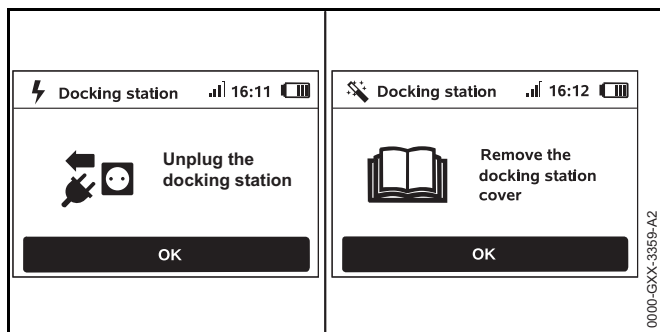 Docking station 16:11
Unplug the
docking station
OK
Docking station 16:12
Remove the
docking station
cover
OK
0000-GXX-3359-A2